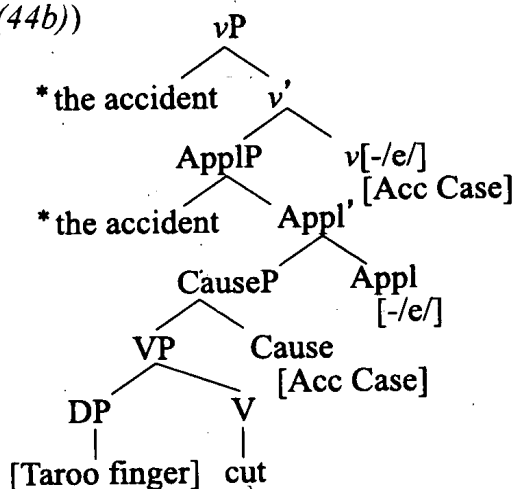 (44b))
vP
* the accident v'
ApplP v[-/e/]
[Acc Case]
* the accident Appl'
CauseP Appl
[-/e/]
VP Cause
[Acc Case]
DP V
[Taroo finger] cut